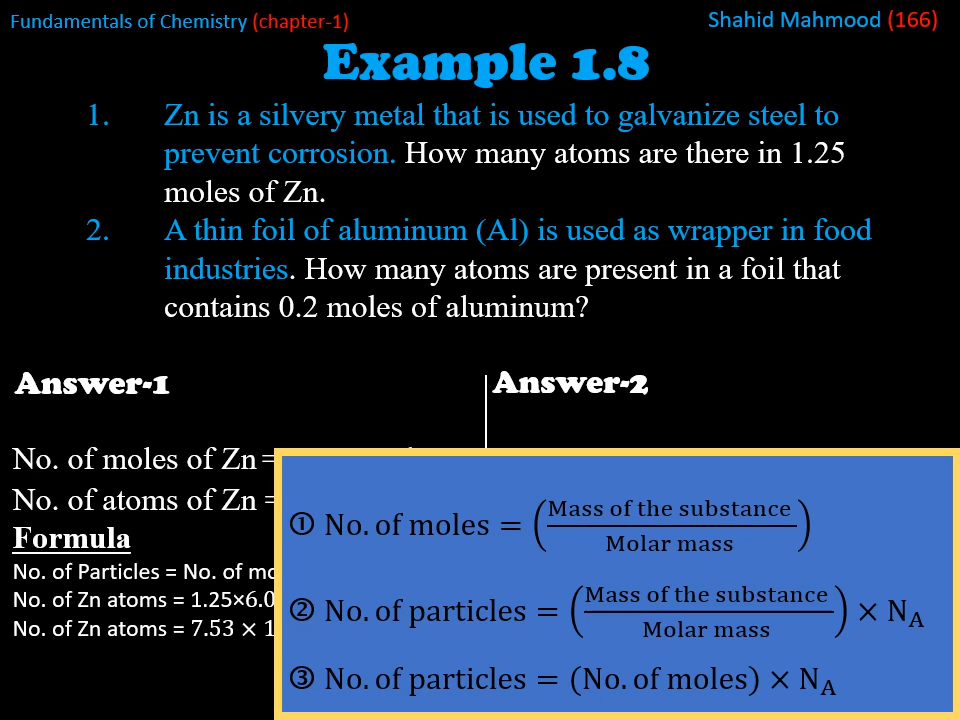 Fundamentals of Chemistry (chapter-1)
Shahid Mahmood (166)
Example 1.8
1. Zn is a silvery metal that is used to galvanize steel to
prevent corrosion. How many atoms are there in 1.25
moles of Zn.
2. A thin foil of aluminum (Al) is used as wrapper in food
industries. How many atoms are present in a foil that
contains 0.2 moles of aluminum?
Answer-1
No. of moles of Zn =
No. of atoms of Zn =
Formula
No. of Particles = No. of
No. of Zn atoms = 1.25×6.0
No. of Zn atoms = 7.53 × 1
Answer-2
① No. of moles = (Mass of the substance / Molar mass)
② No. of particles = (Mass of the substance / Molar mass) × N_A
③ No. of particles = (No. of moles) × N_A